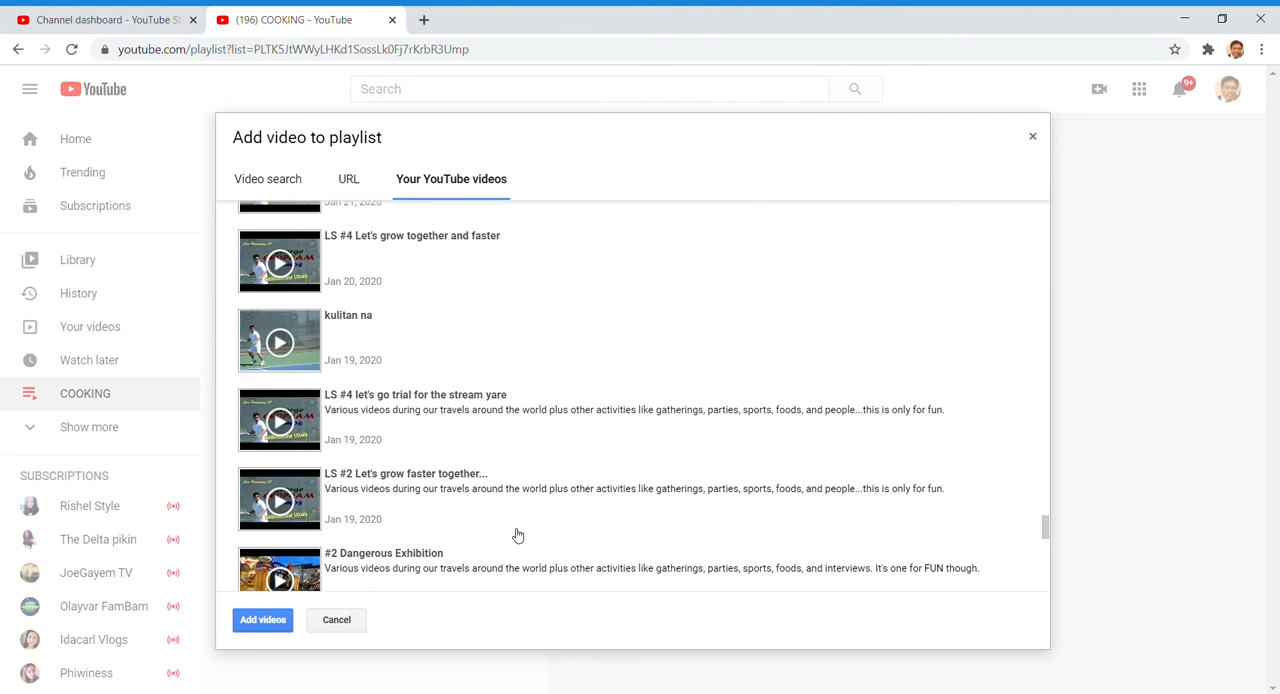 Channel dashboard - YouTube St
(196) COOKING - YouTube
youtube.com/playlist?list=PLTK5JtWWyLHKd1SossLk0Fj7rKrbR3Ump
YouTube
Search
9+
Home
Trending
Subscriptions
Library
History
Your videos
Watch later
COOKING
Show more
SUBSCRIPTIONS
Rishel Style
The Delta pikin
JoeGayem TV
Olayvar FamBam
Idacarl Vlogs
Phiwiness
Add video to playlist
Video search
URL
Your YouTube videos
Jan 21, 2020
LS #4 Let's grow together and faster
Jan 20, 2020
kulitan na
Jan 19, 2020
LS #4 let's go trial for the stream yare
Various videos during our travels around the world plus other activities like gatherings, parties, sports, foods, and people...this is only for fun.
Jan 19, 2020
LS #2 Let's grow faster together...
Various videos during our travels around the world plus other activities like gatherings, parties, sports, foods, and people...this is only for fun.
Jan 19, 2020
#2 Dangerous Exhibition
Various videos during our travels around the world plus other activities like gatherings, parties, sports, foods, and interviews. It's one for FUN though.
Add videos
Cancel